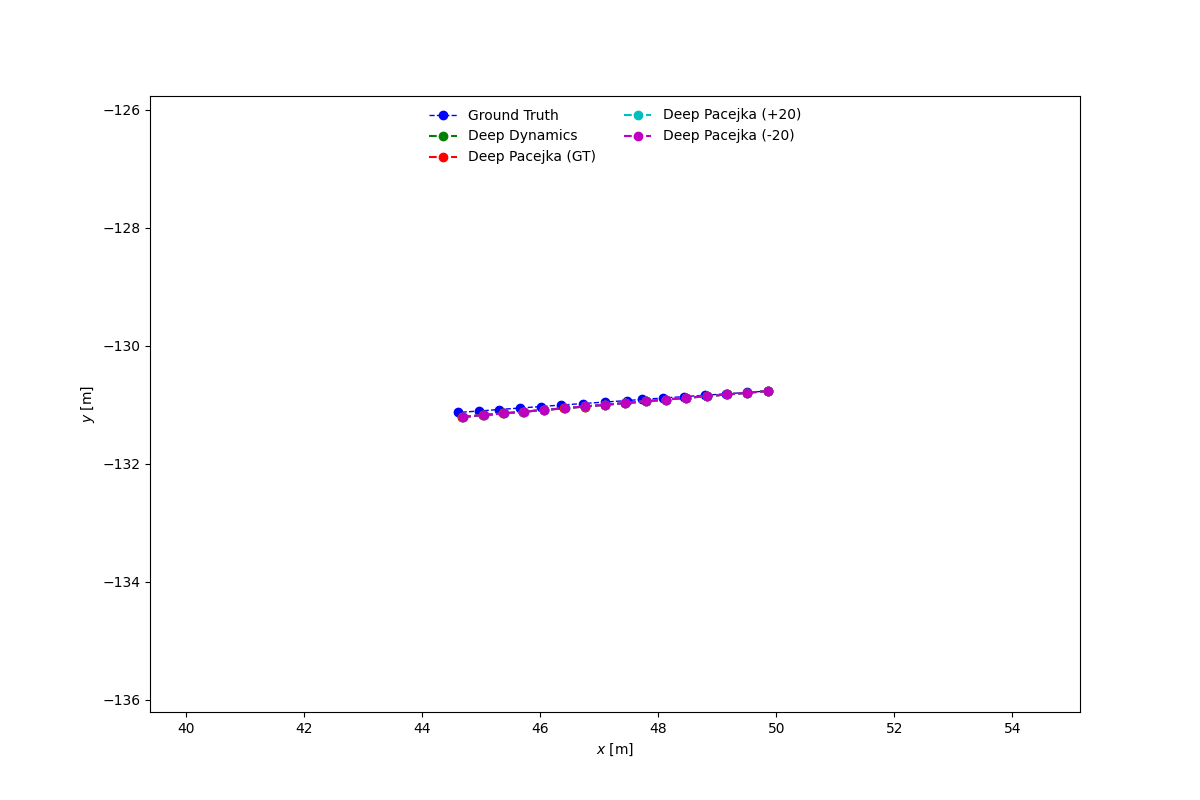 Ground Truth
Deep Dynamics
Deep Pacejka (GT)
Deep Pacejka (+20)
Deep Pacejka (-20)
−126
−128
−130
−132
−134
−136
y [m]
40 42 44 46 48 50 52 54
x [m]